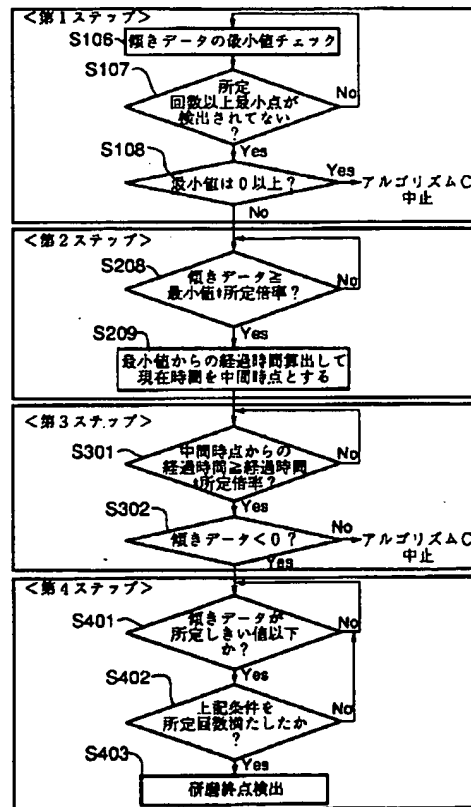 ＜第１ステップ＞
S106
傾きデータの最小値チェック
S107
所定
回数以上最小点が
検出されてない
？
No
Yes
S108
最小値は０以上？
Yes
アルゴリズムＣ
中止
No
＜第２ステップ＞
S208
傾きデータ≧
最小値*所定倍率？
No
Yes
S209
最小値からの経過時間算出して
現在時間を中間時点とする
＜第３ステップ＞
S301
中間時点からの
経過時間≧経過時間
*所定倍率？
No
Yes
S302
傾きデータ＜０？
No
アルゴリズムＣ
中止
Yes
＜第４ステップ＞
S401
傾きデータが
所定しきい値以下
か？
No
Yes
S402
上記条件を
所定回数満たしたか
？
No
Yes
S403
研磨終点検出